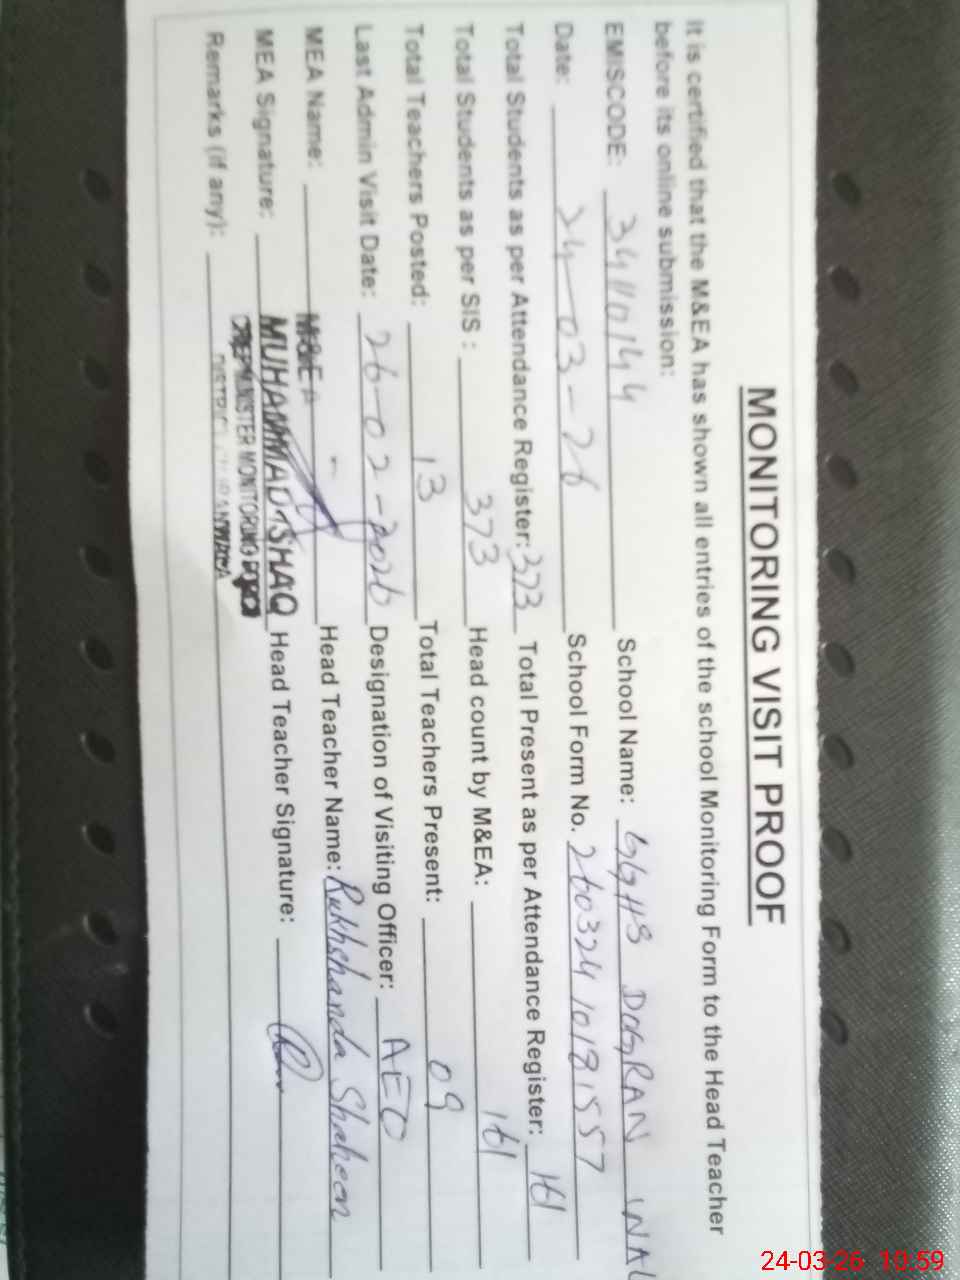 MONITORING VISIT PROOF
It is certified that the M&EA has shown all entries of the school Monitoring Form to the Head Teacher
before its online submission:
EMISCODE: 34110144 School Name: GGHS DOGRAN
Date: 24-03-26 School Form No. 2603241018157
Total Students as per Attendance Register: 373 Total Present as per Attendance Register: 161
Total Students as per SIS : 373 Head count by M&EA: 161
Total Teachers Posted: 13 Total Teachers Present: 09
Last Admin Visit Date: 26-02-2026 Designation of Visiting Officer: AEO
MEA Name: M&E Head Teacher Name: Rukhshanda Shaheen
MEA Signature: MUHAMMAD ISHAQ Head Teacher Signature:
MINISTER MONITORING
Remarks (if any): DISTRICT
24-03-26 10:59